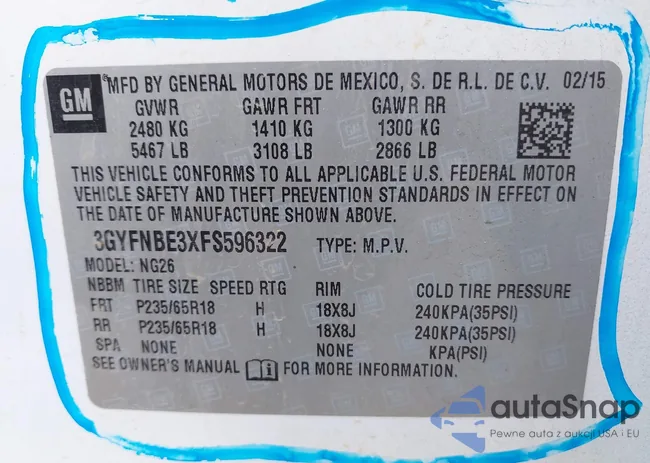 GM
MFD BY GENERAL MOTORS DE MEXICO, S. DE R.L. DE C.V. 02/15
GVWR GAWR FRT GAWR RR
2480 KG 1410 KG 1300 KG
5467 LB 3108 LB 2866 LB
THIS VEHICLE CONFORMS TO ALL APPLICABLE U.S. FEDERAL MOTOR
VEHICLE SAFETY AND THEFT PREVENTION STANDARDS IN EFFECT ON
THE DATE OF MANUFACTURE SHOWN ABOVE.
3GYFNBE3XFS596322 TYPE: M.P.V.
MODEL: NG26
NBBM TIRE SIZE SPEED RTG RIM COLD TIRE PRESSURE
FRT P235/65R18 H 18X8J 240KPA(35PSI)
RR P235/65R18 H 18X8J 240KPA(35PSI)
SPA NONE NONE KPA(PSI)
SEE OWNER'S MANUAL FOR MORE INFORMATION.
autaSnap
Pewne auta z aukcji USA i EU